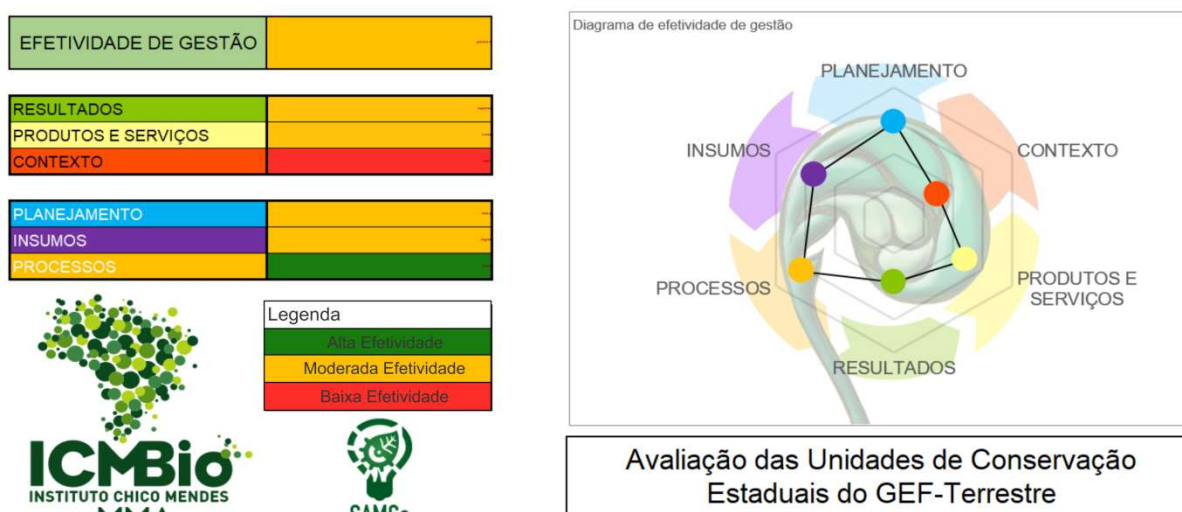 EFETIVIDADE DE GESTÃO
RESULTADOS
PRODUTOS E SERVIÇOS
CONTEXTO
PLANEJAMENTO
INSUMOS
PROCESSOS
Legenda
Alta Efetividade
Moderada Efetividade
Baixa Efetividade
ICMBio
INSTITUTO CHICO MENDES
MMA
SAMGe
Diagrama de efetividade de gestão
PLANEJAMENTO
INSUMOS
CONTEXTO
PROCESSOS
PRODUTOS E
SERVIÇOS
RESULTADOS
Avaliação das Unidades de Conservação
Estaduais do GEF-Terrestre